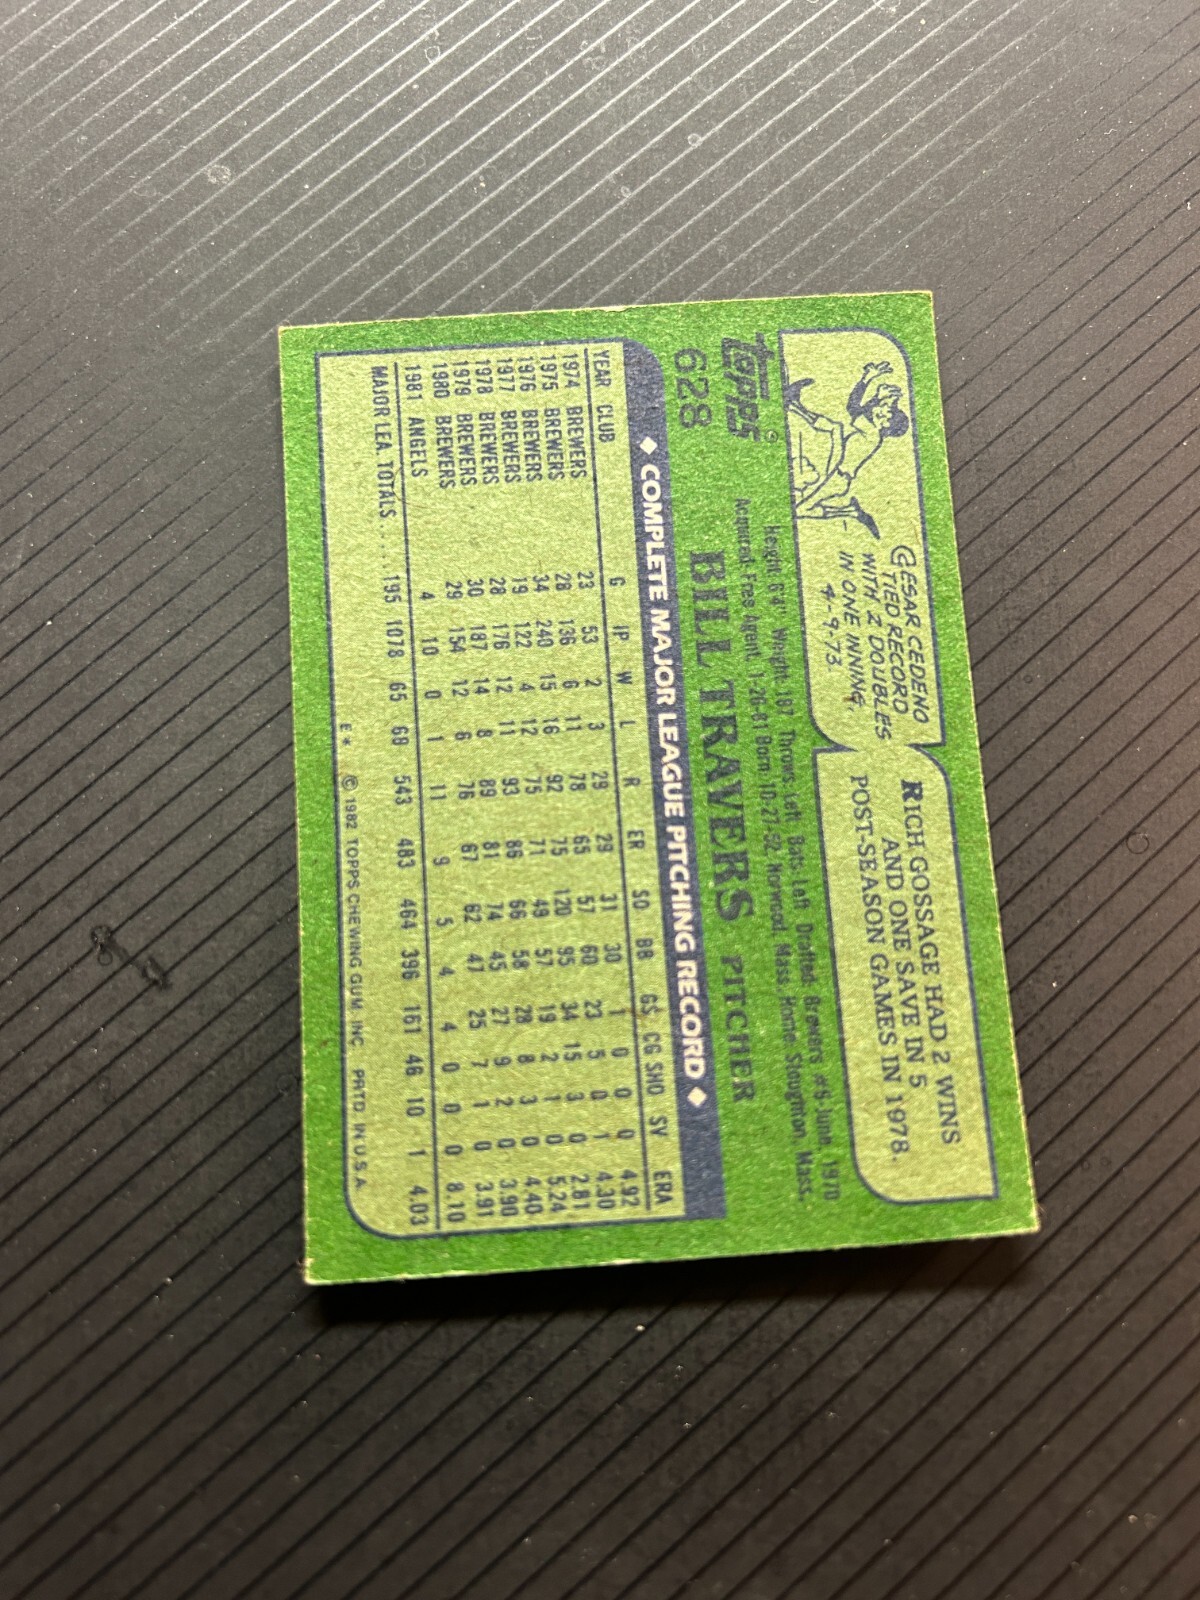 CESAR CEDENO
TIED RECORD
WITH 2 DOUBLES
IN ONE INNING,
4-9-73.
RICH GOSSAGE HAD 2 WINS
AND ONE SAVE IN 5
POST-SEASON GAMES IN 1978.
TOPPS ©
628
BILL TRAVERS PITCHER
Height: 6'4" Weight: 187 Throws: Left Bats: Left Drafted: Brewers #6-June, 1970
Acquired: Free Agent, 1-26-81 Born: 10-27-52, Norwood, Mass. Home: Stoughton, Mass.
♦ COMPLETE MAJOR LEAGUE PITCHING RECORD ♦
YEAR CLUB G IP W L R ER SO BB GS CG SHO SV ERA
1974 BREWERS 23 53 2 3 29 29 31 30 1 0 0 0 4.92
1975 BREWERS 28 136 6 11 78 65 57 60 23 5 0 1 4.30
1976 BREWERS 34 240 15 16 92 75 120 95 34 15 3 0 2.81
1977 BREWERS 19 122 4 12 75 71 49 57 19 2 1 0 5.24
1978 BREWERS 28 176 12 11 93 86 66 58 28 8 3 0 4.40
1979 BREWERS 30 187 14 8 89 81 74 45 27 9 2 0 3.90
1980 BREWERS 29 154 12 6 76 67 62 47 25 7 1 0 3.91
1981 ANGELS 4 10 0 1 11 9 5 4 4 0 0 0 8.10
MAJOR LEA. TOTALS.... 195 1078 65 68 543 483 464 396 161 46 10 1 4.03
E* © 1982 TOPPS CHEWING GUM, INC. PRTD. IN U.S.A.